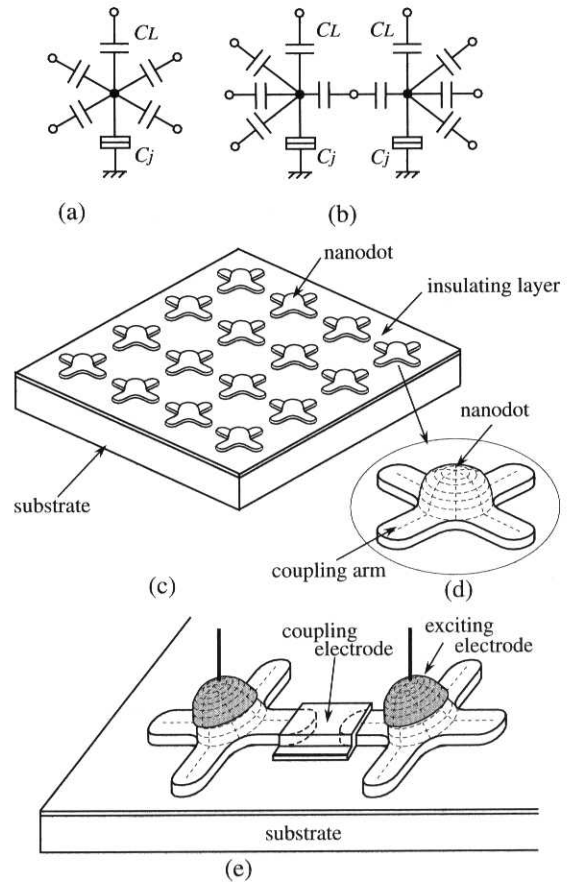 CL
Cj
(a)
CL
CL
Cj
Cj
(b)
nanodot
insulating layer
substrate
(c)
nanodot
coupling arm
(d)
coupling
electrode
exciting
electrode
substrate
(e)